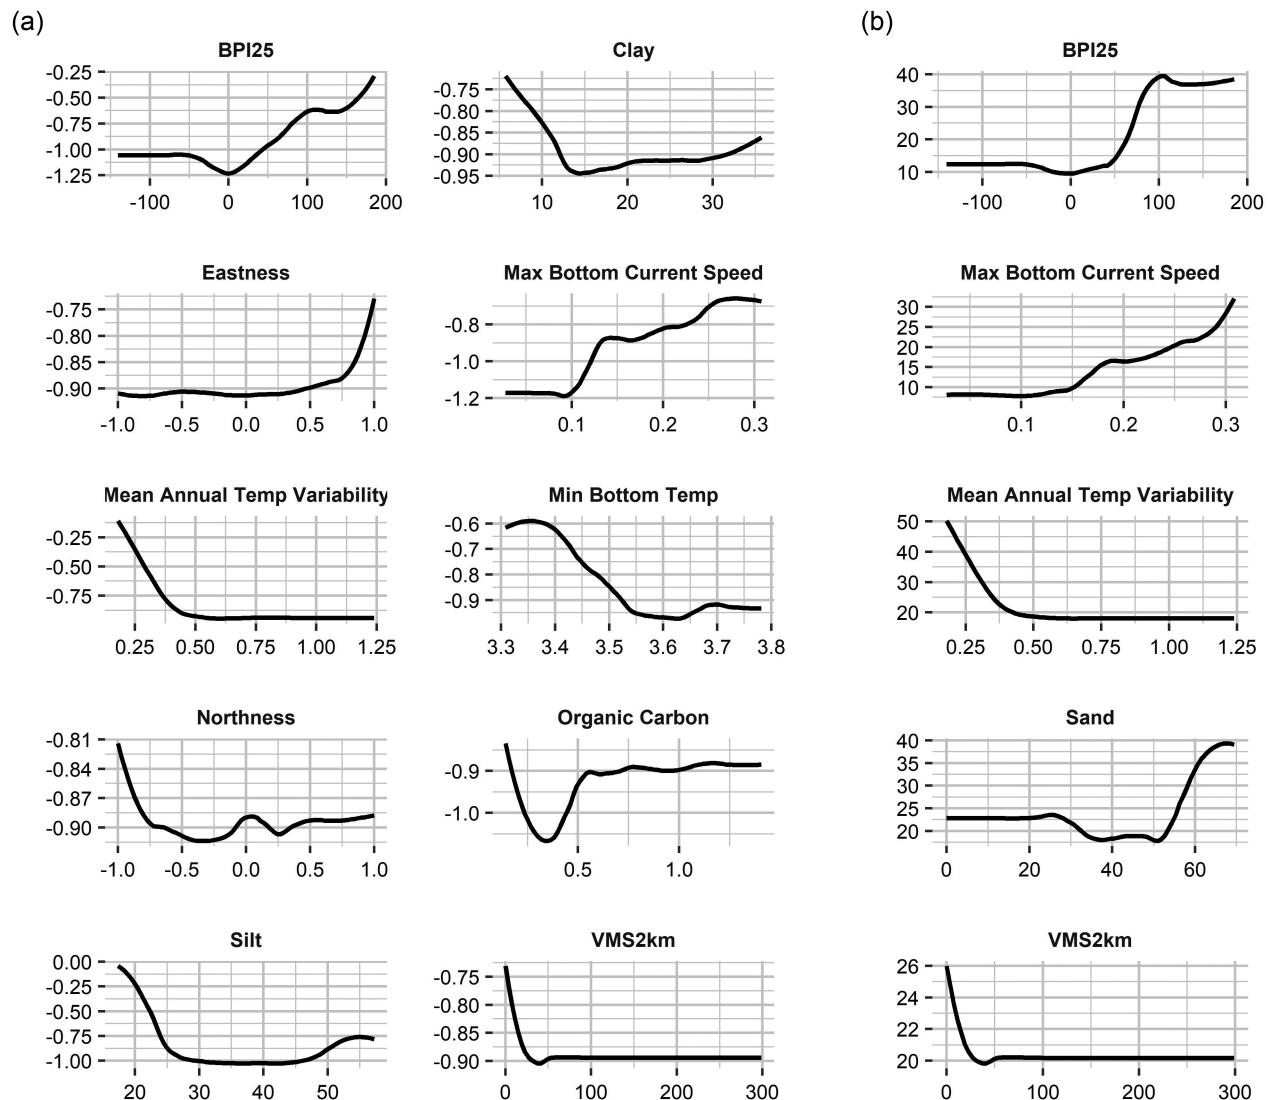 (a) (b)
BPI25 Clay BPI25
-0.25 -0.50 -0.75 -1.00 -1.25
-0.75 -0.80 -0.85 -0.90 -0.95
40 30 20 10
-100 0 100 200 10 20 30 -100 0 100 200
Eastness Max Bottom Current Speed Max Bottom Current Speed
-0.75 -0.80 -0.85 -0.90
-0.8 -1.0 -1.2
30 25 20 15 10
-1.0 -0.5 0.0 0.5 1.0 0.1 0.2 0.3 0.1 0.2 0.3
Mean Annual Temp Variability Min Bottom Temp Mean Annual Temp Variability
-0.25 -0.50 -0.75
-0.6 -0.7 -0.8 -0.9
50 40 30 20
0.25 0.50 0.75 1.00 1.25 3.3 3.4 3.5 3.6 3.7 3.8 0.25 0.50 0.75 1.00 1.25
Northness Organic Carbon Sand
-0.81 -0.84 -0.87 -0.90
-0.9 -1.0
40 35 30 25 20
-1.0 -0.5 0.0 0.5 1.0 0.5 1.0 0 20 40 60
Silt VMS2km VMS2km
0.00 -0.25 -0.50 -0.75 -1.00
-0.75 -0.80 -0.85 -0.90
26 24 22 20
20 30 40 50 0 100 200 300 0 100 200 300